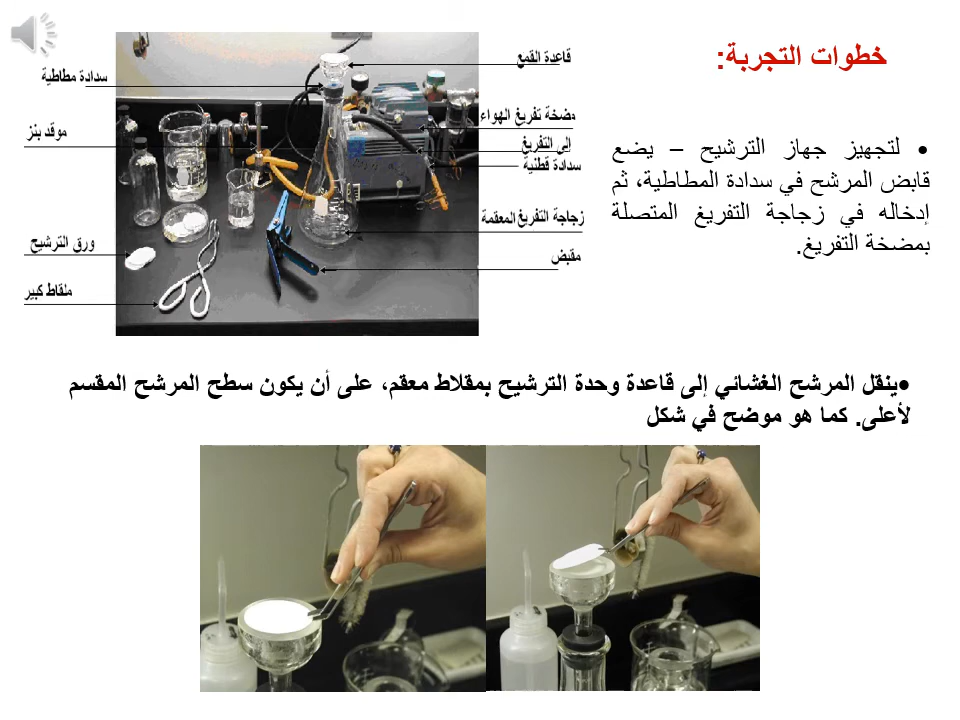 خطوات التجربة:
قاعدة القمع
سدادة مطاطية
مضخة تفريغ الهواء
موقد بنز
إلى التفريغ
سدادة قطنية
زجاجة التفريغ المعقمة
ورق الترشيح
مقبض
ملقاط كبير
• لتجهيز جهاز الترشيح – يضع
قابض المرشح في سدادة المطاطية، ثم
إدخاله في زجاجة التفريغ المتصلة
بمضخة التفريغ.
•ينقل المرشح الغشائي إلى قاعدة وحدة الترشيح بمقلاط معقم، على أن يكون سطح المرشح المقسم
لأعلى. كما هو موضح في شكل